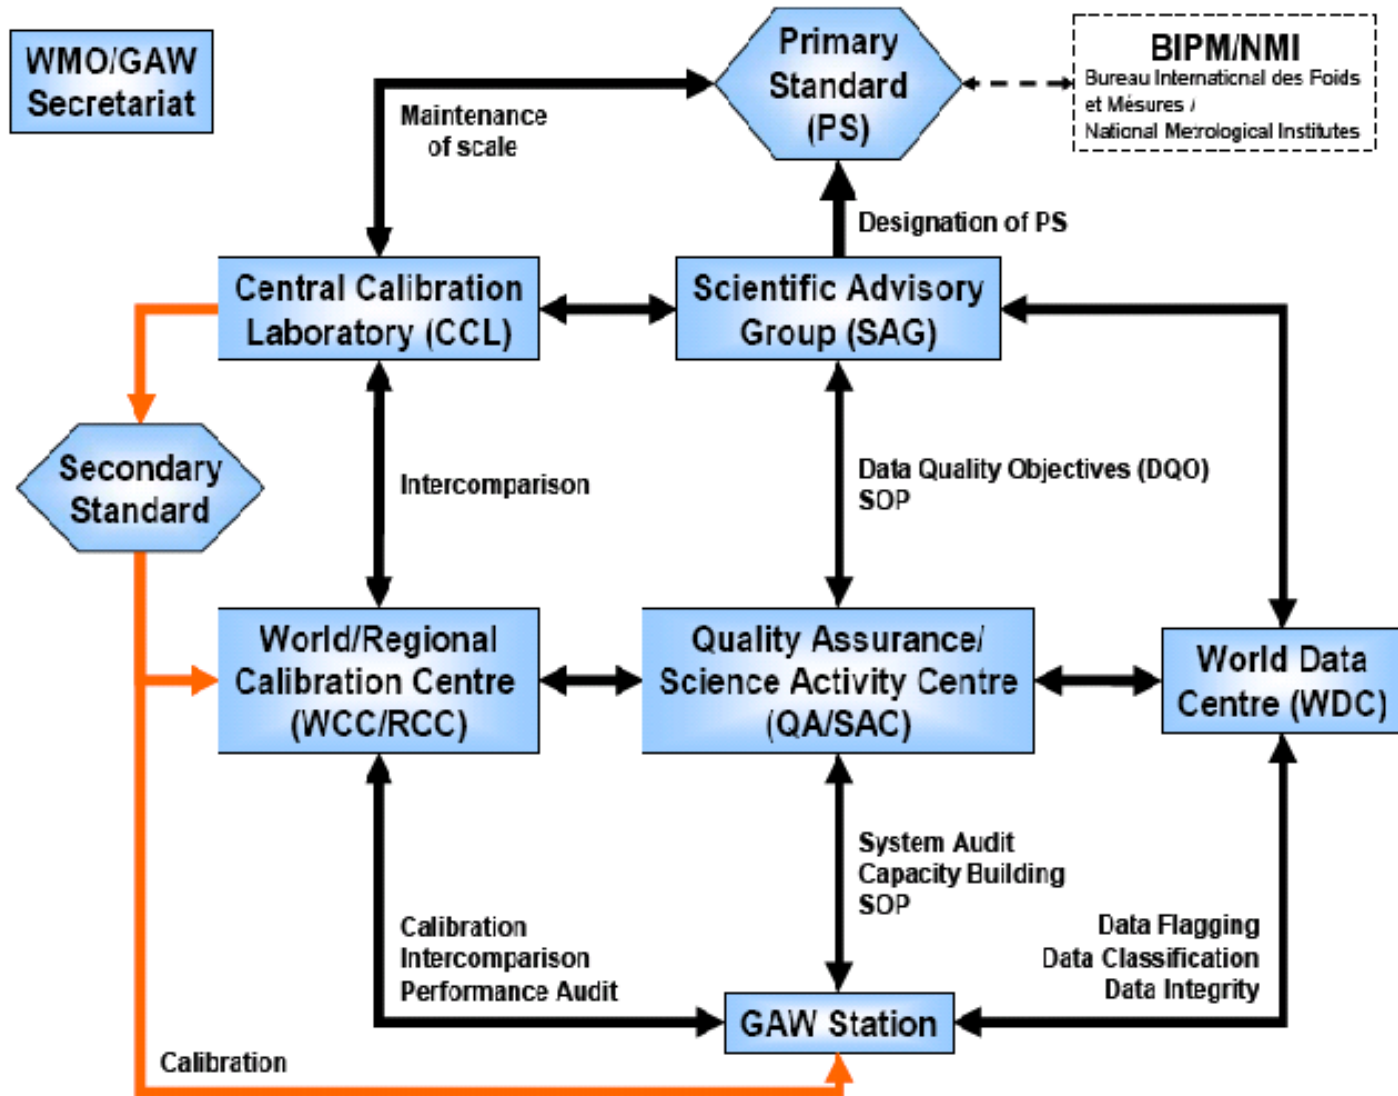 WMO/GAW
Secretariat
Primary
Standard
(PS)
BIPM/NMI
Bureau International des Foids
et Mésures /
National Metrological Institutes
Maintenance
of scale
Designation of PS
Central Calibration
Laboratory (CCL)
Scientific Advisory
Group (SAG)
Secondary
Standard
Intercomparison
Data Quality Objectives (DQO)
SOP
World/Regional
Calibration Centre
(WCC/RCC)
Quality Assurance/
Science Activity Centre
(QA/SAC)
World Data
Centre (WDC)
System Audit
Capacity Building
SOP
Calibration
Intercomparison
Performance Audit
Data Flagging
Data Classification
Data Integrity
GAW Station
Calibration